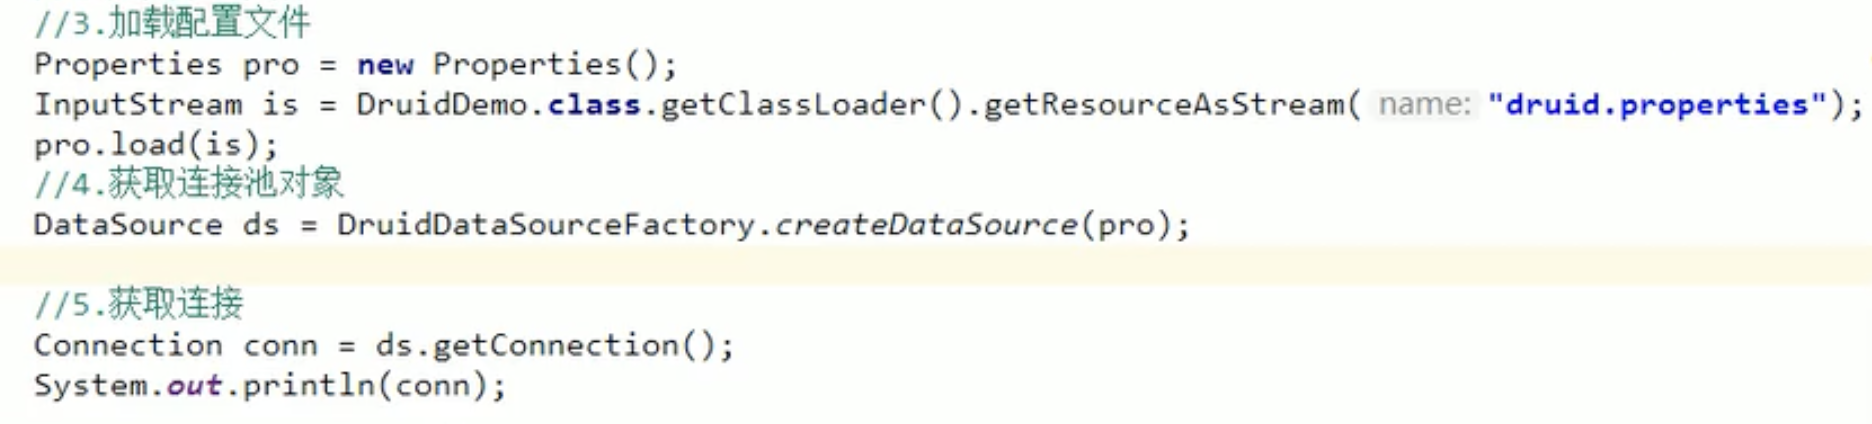 //3.加载配置文件
Properties pro = new Properties();
InputStream is = DruidDemo.class.getClassLoader().getResourceAsStream( name: "druid.properties");
pro.load(is);
//4.获取连接池对象
DataSource ds = DruidDataSourceFactory.createDataSource(pro);
//5.获取连接
Connection conn = ds.getConnection();
System.out.println(conn);